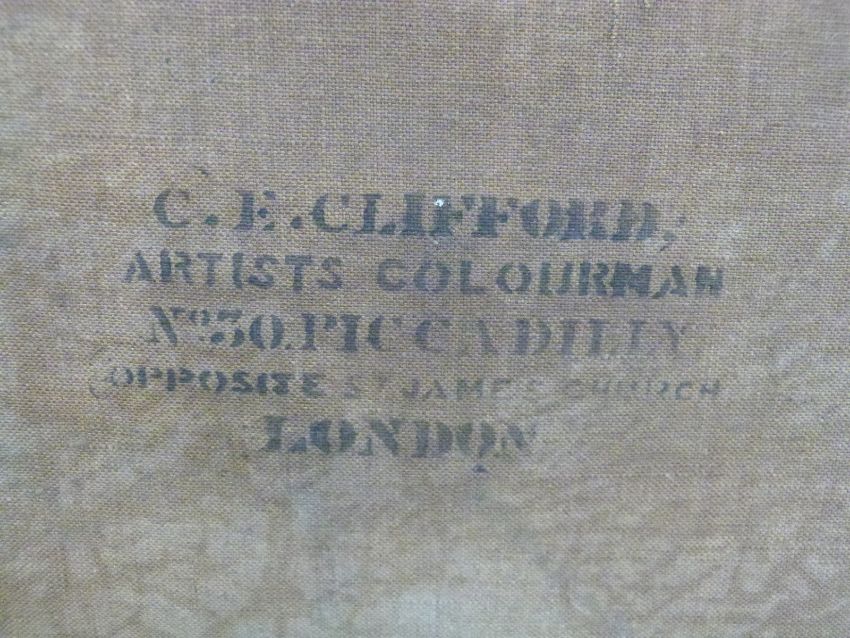 C. E. CLIFFORD,
ARTISTS COLOURMAN
No. 30. PICCADILLY
(OPPOSITE ST JAMES CHURCH
LONDON